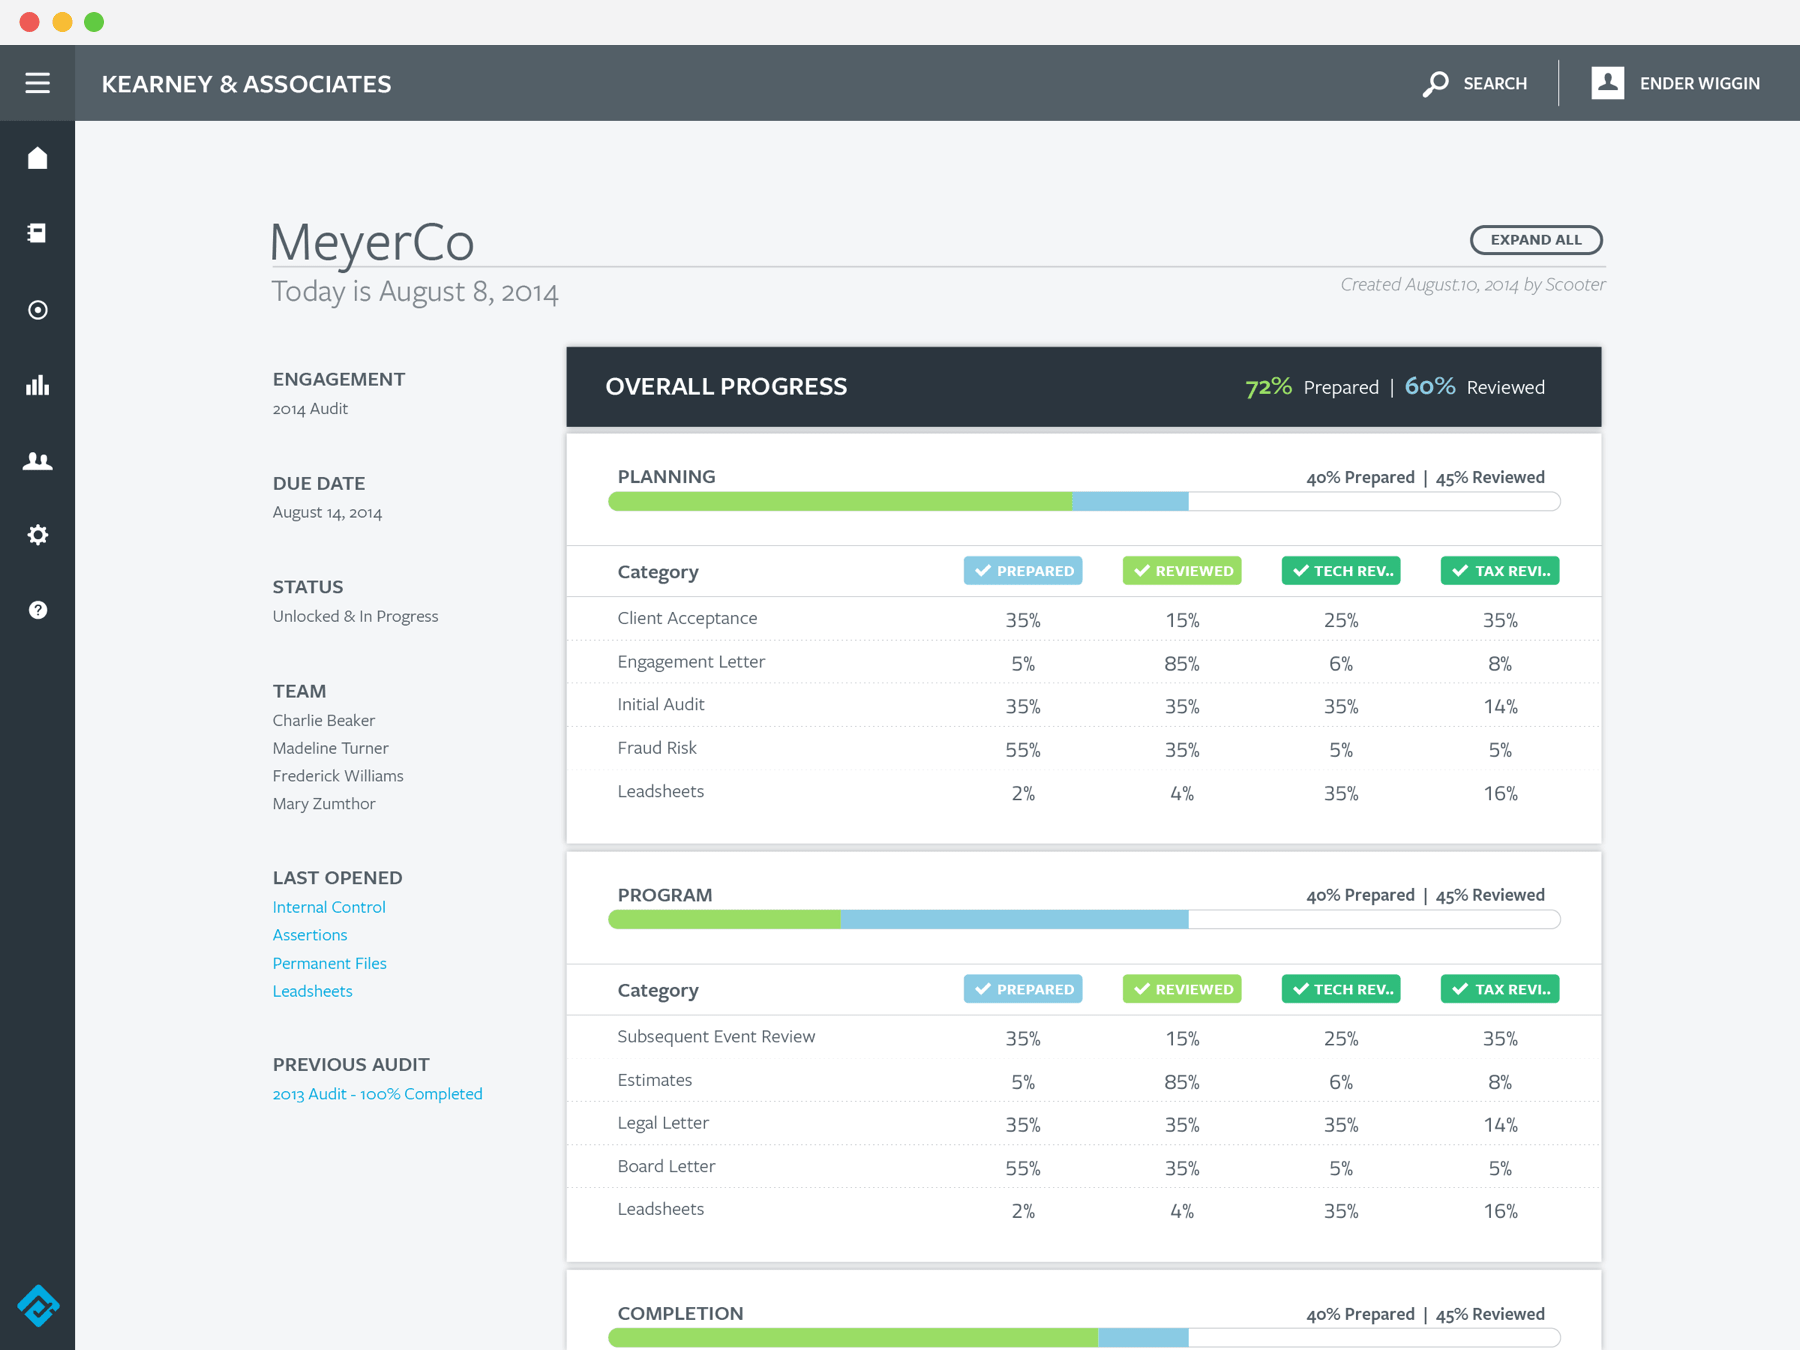 KEARNEY & ASSOCIATES
SEARCH
ENDER WIGGIN
MeyerCo
EXPAND ALL
Today is August 8, 2014
Created August.10, 2014 by Scooter
ENGAGEMENT
2014 Audit
DUE DATE
August 14, 2014
STATUS
Unlocked & In Progress
TEAM
Charlie Beaker
Madeline Turner
Frederick Williams
Mary Zumthor
LAST OPENED
Internal Control
Assertions
Permanent Files
Leadsheets
PREVIOUS AUDIT
2013 Audit - 100% Completed
OVERALL PROGRESS 72% Prepared | 60% Reviewed
PLANNING 40% Prepared | 45% Reviewed
Category PREPARED REVIEWED TECH REV.. TAX REVI..
Client Acceptance 35% 15% 25% 35%
Engagement Letter 5% 85% 6% 8%
Initial Audit 35% 35% 35% 14%
Fraud Risk 55% 35% 5% 5%
Leadsheets 2% 4% 35% 16%
PROGRAM 40% Prepared | 45% Reviewed
Category PREPARED REVIEWED TECH REV.. TAX REVI..
Subsequent Event Review 35% 15% 25% 35%
Estimates 5% 85% 6% 8%
Legal Letter 35% 35% 35% 14%
Board Letter 55% 35% 5% 5%
Leadsheets 2% 4% 35% 16%
COMPLETION 40% Prepared | 45% Reviewed